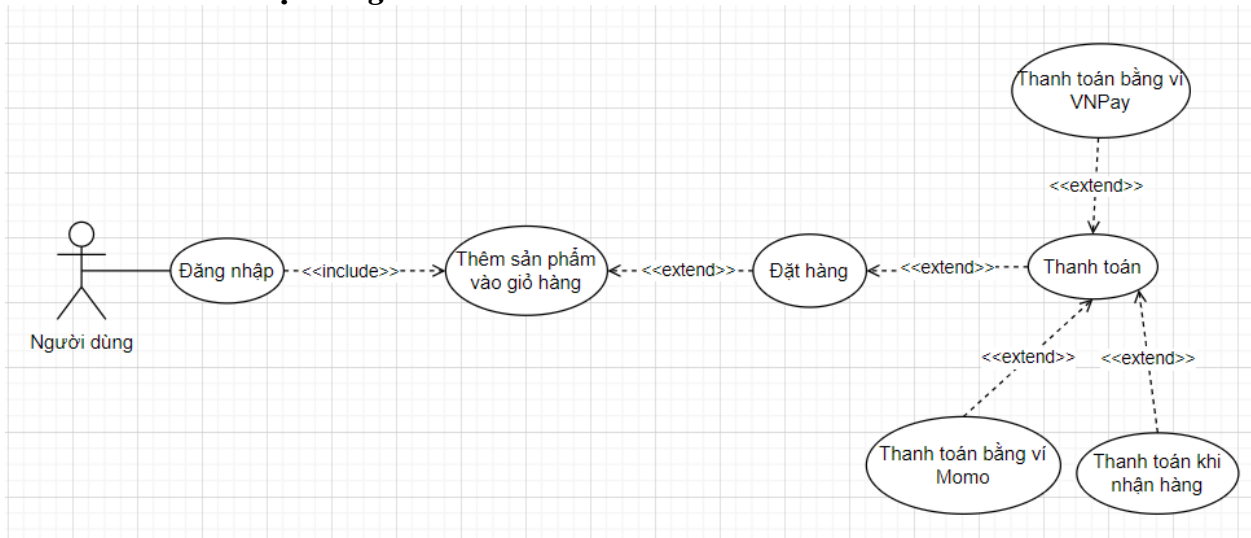 Thanh toán bằng ví
VNPay
<<extend>>
Đăng nhập
<<include>>
Thêm sản phẩm
vào giỏ hàng
<<extend>>
Đặt hàng
<<extend>>
Thanh toán
Người dùng
<<extend>>
<<extend>>
Thanh toán bằng ví
Momo
Thanh toán khi
nhận hàng